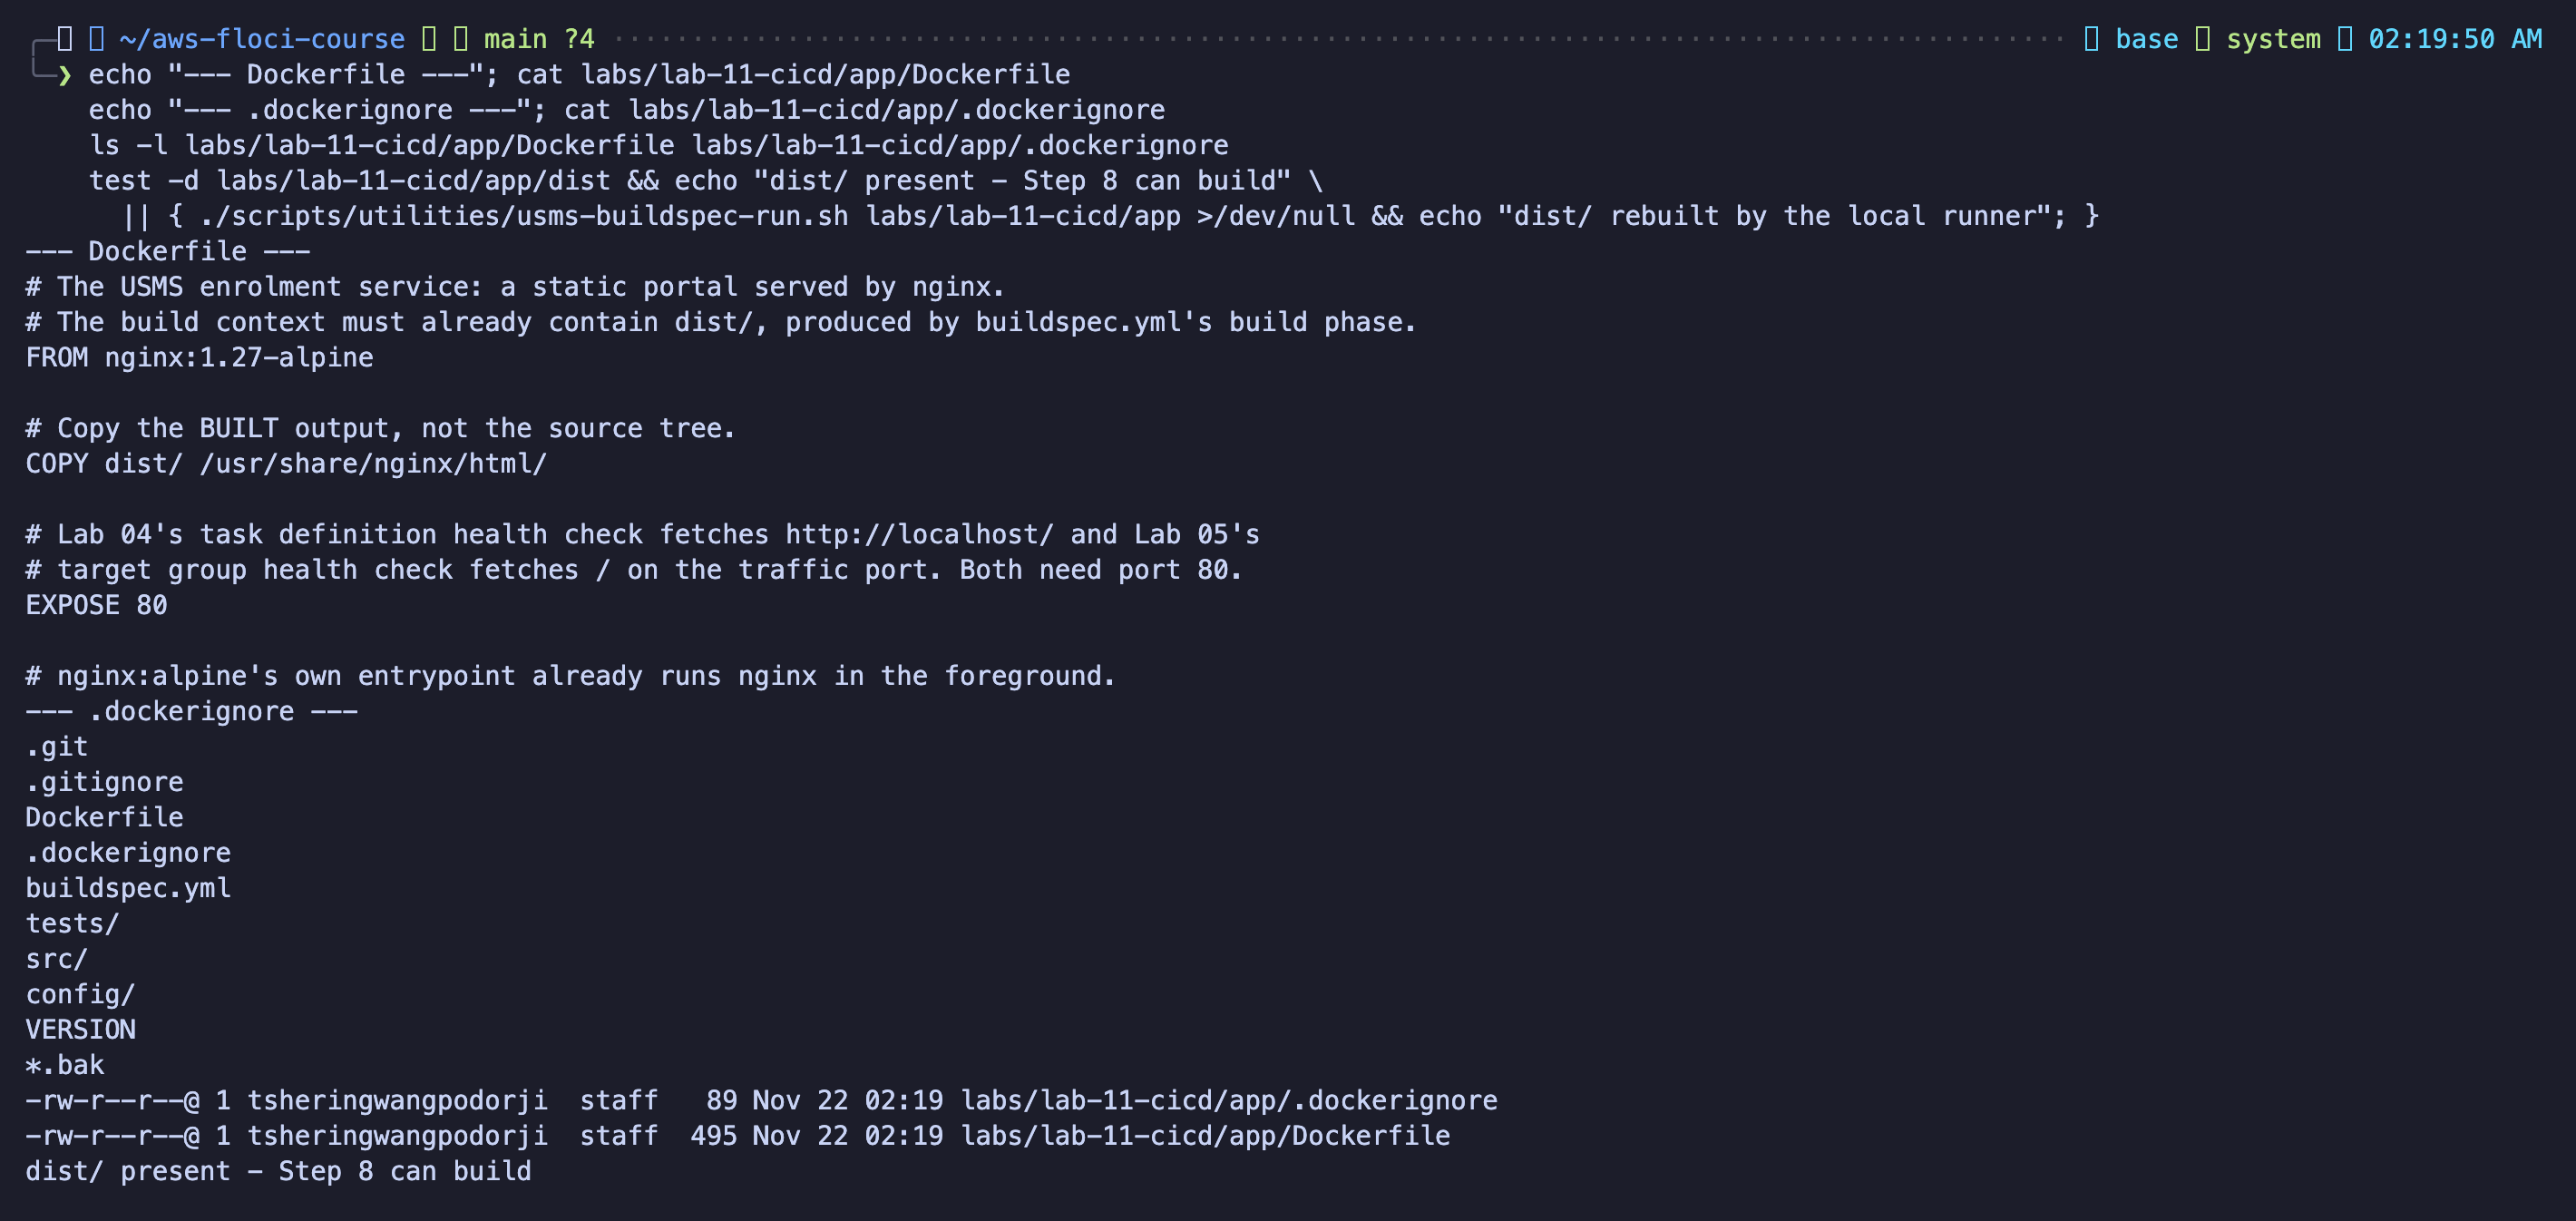 ~/aws-floci-course main ?4 base system 02:19:50 AM
❯ echo "--- Dockerfile ---"; cat labs/lab-11-cicd/app/Dockerfile
echo "--- .dockerignore ---"; cat labs/lab-11-cicd/app/.dockerignore
ls -l labs/lab-11-cicd/app/Dockerfile labs/lab-11-cicd/app/.dockerignore
test -d labs/lab-11-cicd/app/dist && echo "dist/ present - Step 8 can build" \
|| { ./scripts/utilities/usms-buildspec-run.sh labs/lab-11-cicd/app >/dev/null && echo "dist/ rebuilt by the local runner"; }
--- Dockerfile ---
# The USMS enrolment service: a static portal served by nginx.
# The build context must already contain dist/, produced by buildspec.yml's build phase.
FROM nginx:1.27-alpine
# Copy the BUILT output, not the source tree.
COPY dist/ /usr/share/nginx/html/
# Lab 04's task definition health check fetches http://localhost/ and Lab 05's
# target group health check fetches / on the traffic port. Both need port 80.
EXPOSE 80
# nginx:alpine's own entrypoint already runs nginx in the foreground.
--- .dockerignore ---
.git
.gitignore
Dockerfile
.dockerignore
buildspec.yml
tests/
src/
config/
VERSION
*.bak
-rw-r--r--@ 1 tsheringwangpodorji  staff   89 Nov 22 02:19 labs/lab-11-cicd/app/.dockerignore
-rw-r--r--@ 1 tsheringwangpodorji  staff  495 Nov 22 02:19 labs/lab-11-cicd/app/Dockerfile
dist/ present - Step 8 can build